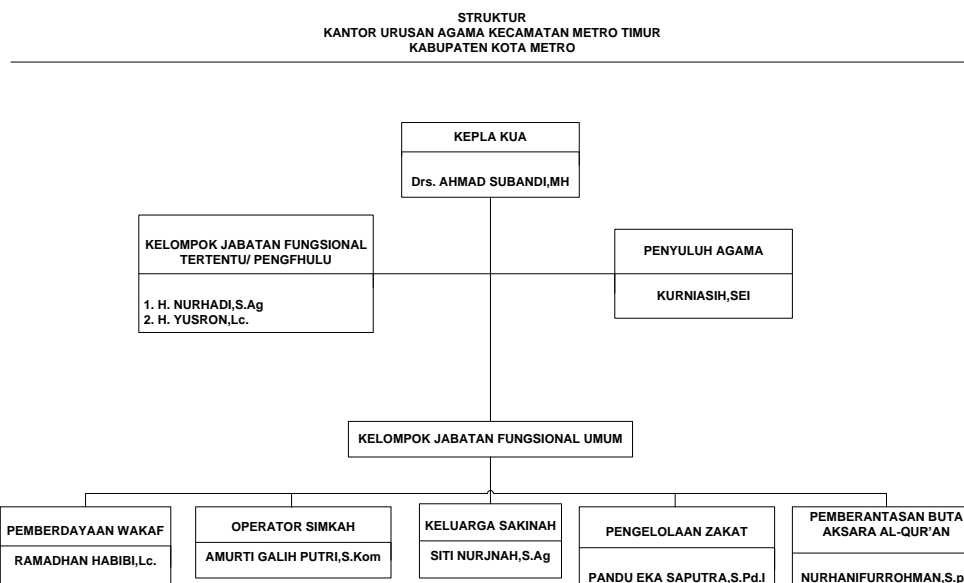 STRUKTUR
KANTOR URUSAN AGAMA KECAMATAN METRO TIMUR
KABUPATEN KOTA METRO
KEPLA KUA
Drs. AHMAD SUBANDI,MH
KELOMPOK JABATAN FUNGSIONAL
TERTENTU/ PENGFHULU
1. H. NURHADI,S.Ag
2. H. YUSRON,Lc.
PENYULUH AGAMA
KURNIASIH,SEI
KELOMPOK JABATAN FUNGSIONAL UMUM
PEMBERDAYAAN WAKAF
RAMADHAN HABIBI,Lc.
OPERATOR SIMKAH
AMURTI GALIH PUTRI,S.Kom
KELUARGA SAKINAH
SITI NURJNAH,S.Ag
PENGELOLAAN ZAKAT
PANDU EKA SAPUTRA,S.Pd.I
PEMBERANTASAN BUTA
AKSARA AL-QUR'AN
NURHANIFURROHMAN,S.p